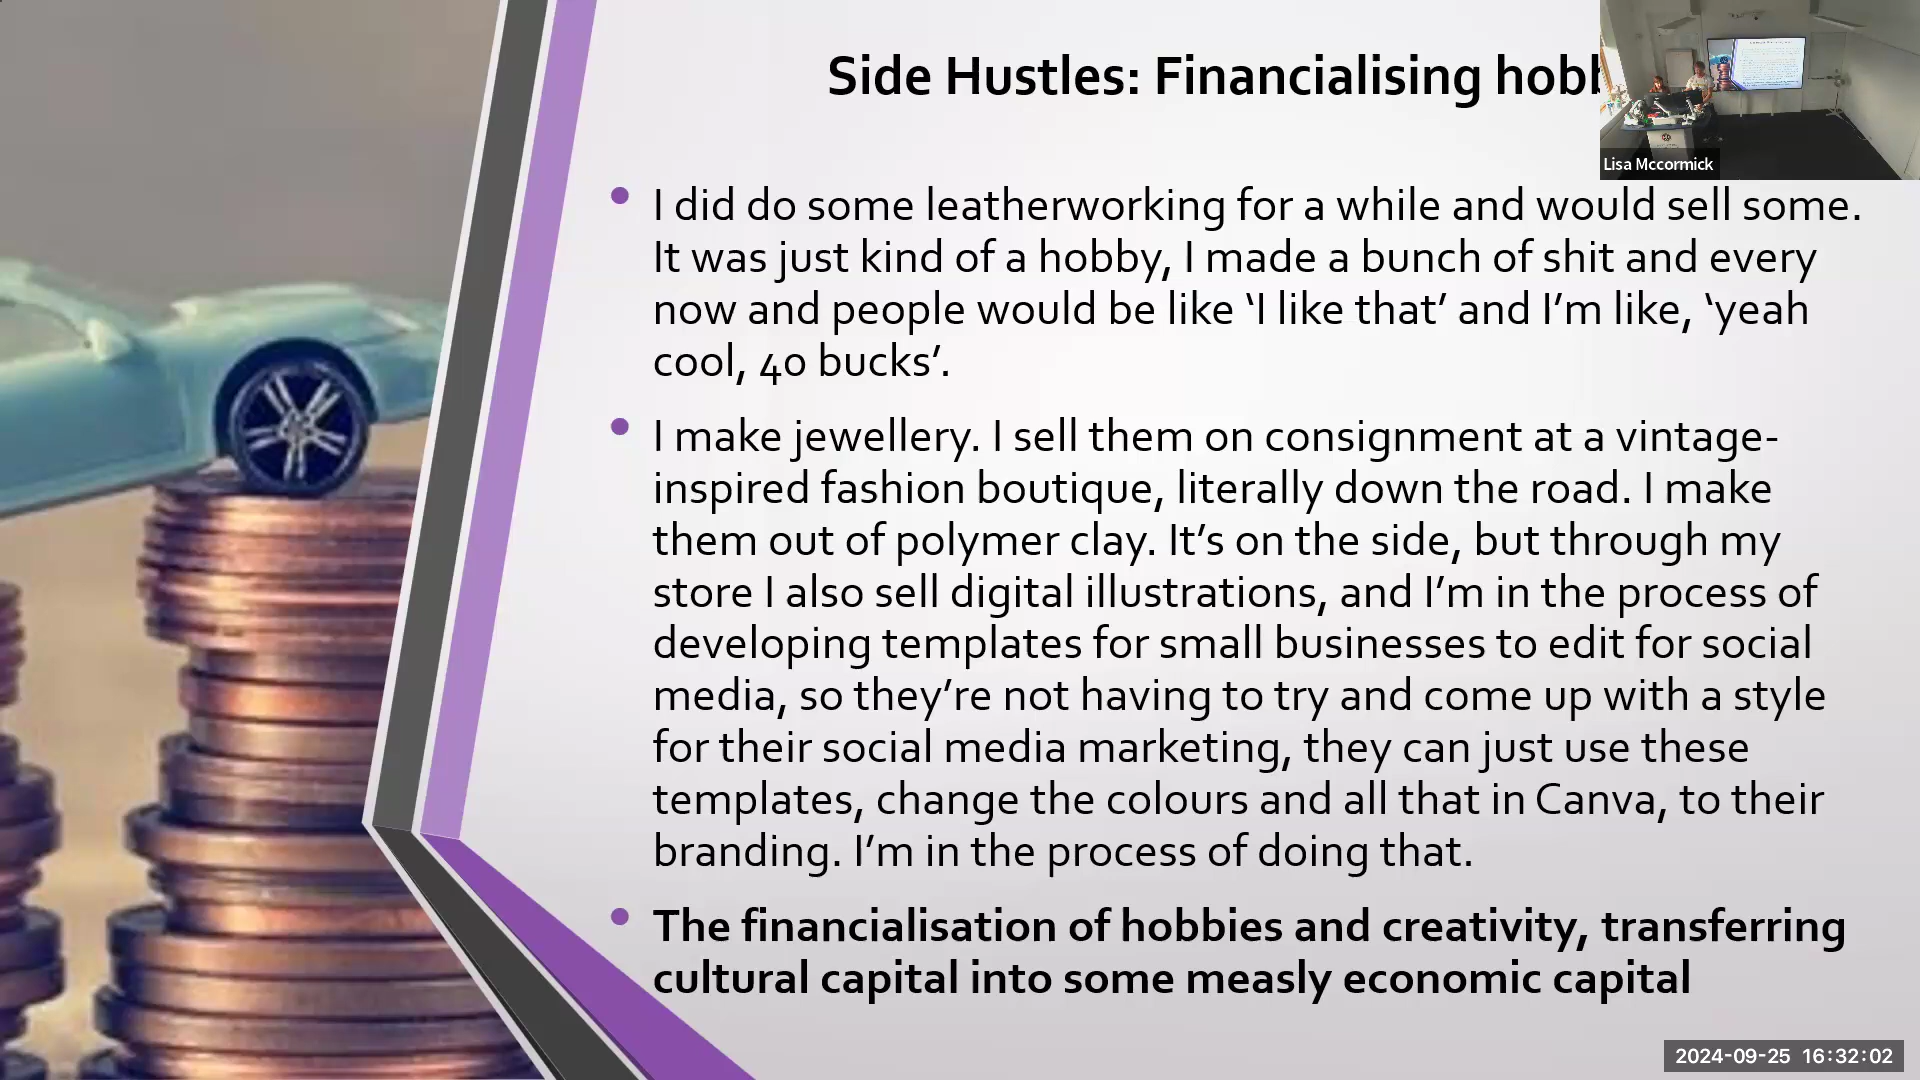 Side Hustles: Financialising
Lisa Mccormick
I did do some leatherworking for a while and would sell some.
It was just kind of a hobby, I made a bunch of shit and every
now and people would be like ‘I like that’ and I’m like, ‘yeah
cool, 40 bucks’.
I make jewellery. I sell them on consignment at a vintage-
inspired fashion boutique, literally down the road. I make
them out of polymer clay. It’s on the side, but through my
store I also sell digital illustrations, and I’m in the process of
developing templates for small businesses to edit for social
media, so they’re not having to try and come up with a style
for their social media marketing, they can just use these
templates, change the colours and all that in Canva, to their
branding. I’m in the process of doing that.
The financialisation of hobbies and creativity, transferring
cultural capital into some measly economic capital
2024-09-25 16:32:02